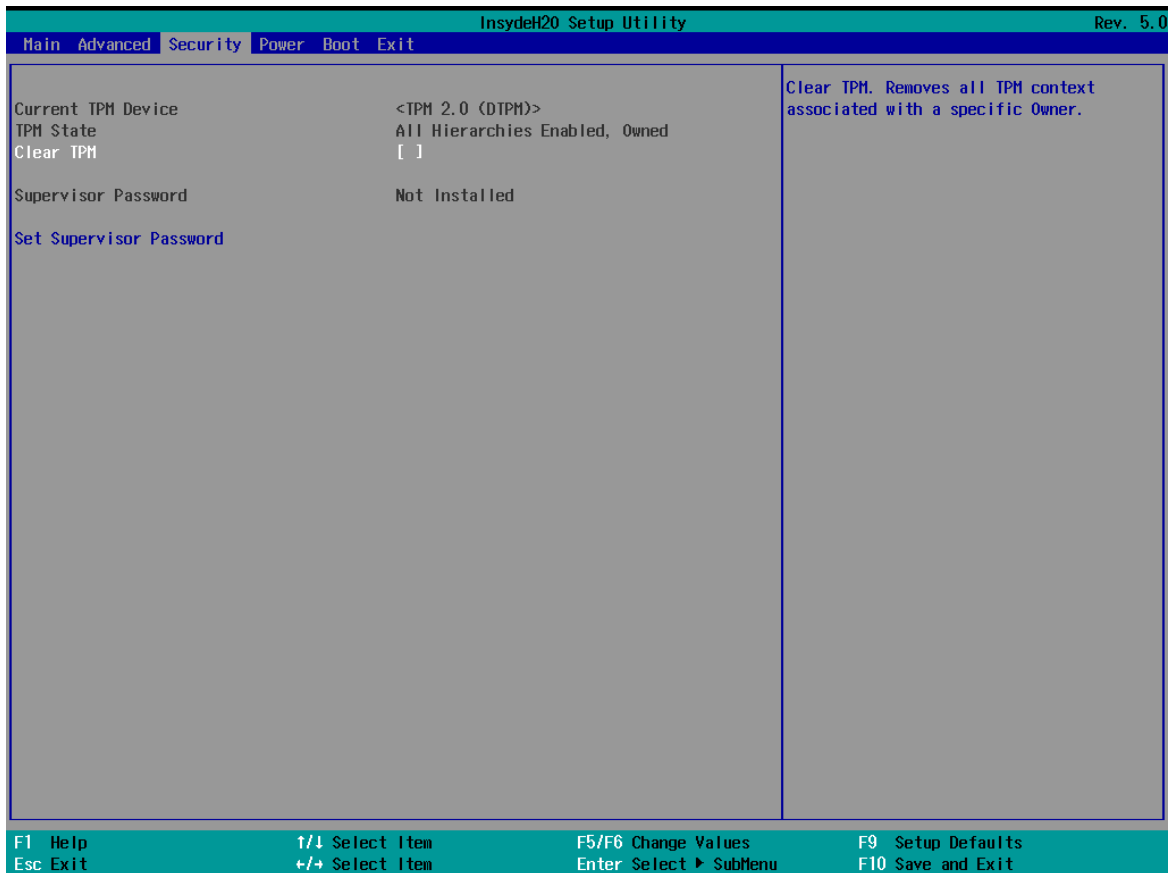 InsydeH2O Setup Utility Rev. 5.0
Main Advanced Security Power Boot Exit
Current TPM Device <TPM 2.0 (DTPM)>
TPM State All Hierarchies Enabled, Owned
Clear TPM [ ]
Supervisor Password Not Installed
Set Supervisor Password
Clear TPM. Removes all TPM context
associated with a specific Owner.
F1 Help ↑/↓ Select Item F5/F6 Change Values F9 Setup Defaults
Esc Exit ←/→ Select Item Enter Select ▶ SubMenu F10 Save and Exit